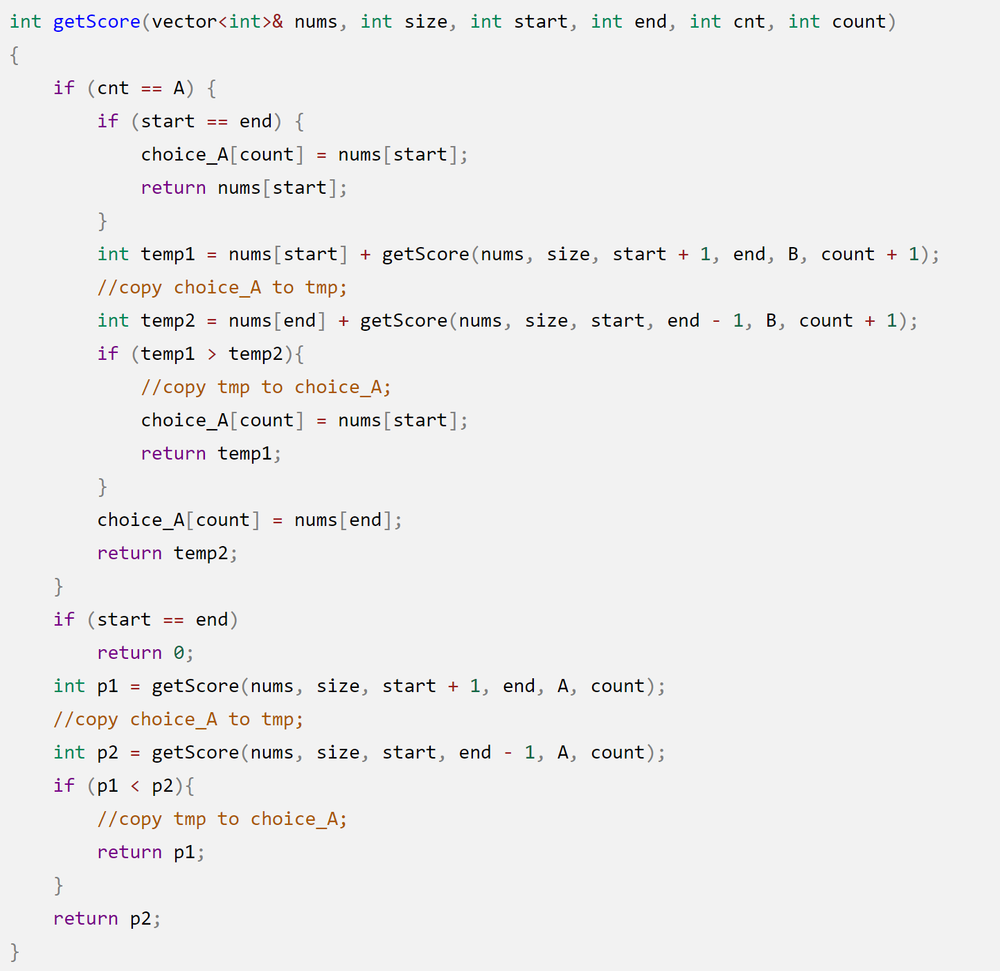 int getScore(vector<int>& nums, int size, int start, int end, int cnt, int count)
{
    if (cnt == A) {
        if (start == end) {
            choice_A[count] = nums[start];
            return nums[start];
        }
        int temp1 = nums[start] + getScore(nums, size, start + 1, end, B, count + 1);
        //copy choice_A to tmp;
        int temp2 = nums[end] + getScore(nums, size, start, end - 1, B, count + 1);
        if (temp1 > temp2){
            //copy tmp to choice_A;
            choice_A[count] = nums[start];
            return temp1;
        }
        choice_A[count] = nums[end];
        return temp2;
    }
    if (start == end)
        return 0;
    int p1 = getScore(nums, size, start + 1, end, A, count);
    //copy choice_A to tmp;
    int p2 = getScore(nums, size, start, end - 1, A, count);
    if (p1 < p2){
        //copy tmp to choice_A;
        return p1;
    }
    return p2;
}